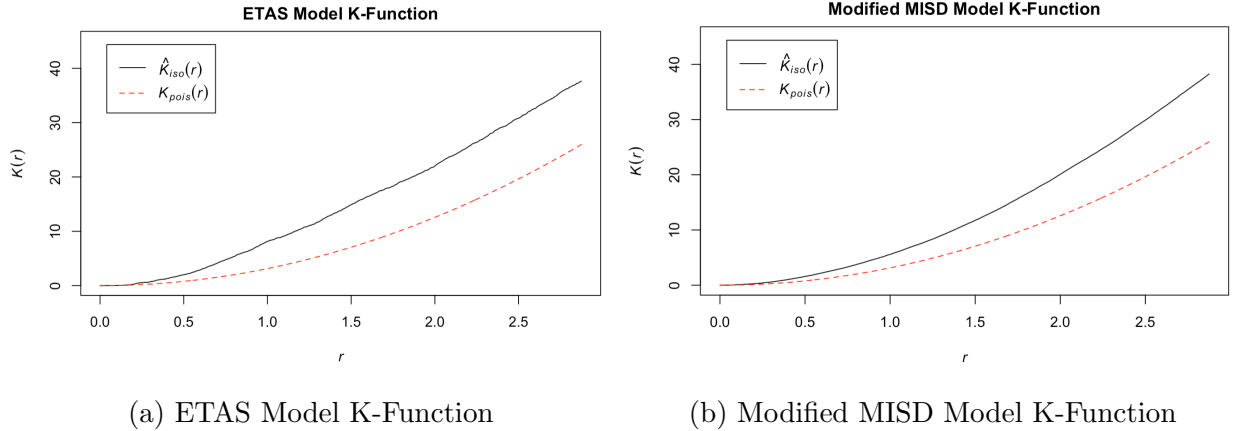 ETAS Model K-Function
K̂iso(r)
Kpois(r)
K(r)
0 10 20 30 40
0.0 0.5 1.0 1.5 2.0 2.5
r
(a) ETAS Model K-Function
Modified MISD Model K-Function
K̂iso(r)
Kpois(r)
K(r)
0 10 20 30 40
0.0 0.5 1.0 1.5 2.0 2.5
r
(b) Modified MISD Model K-Function